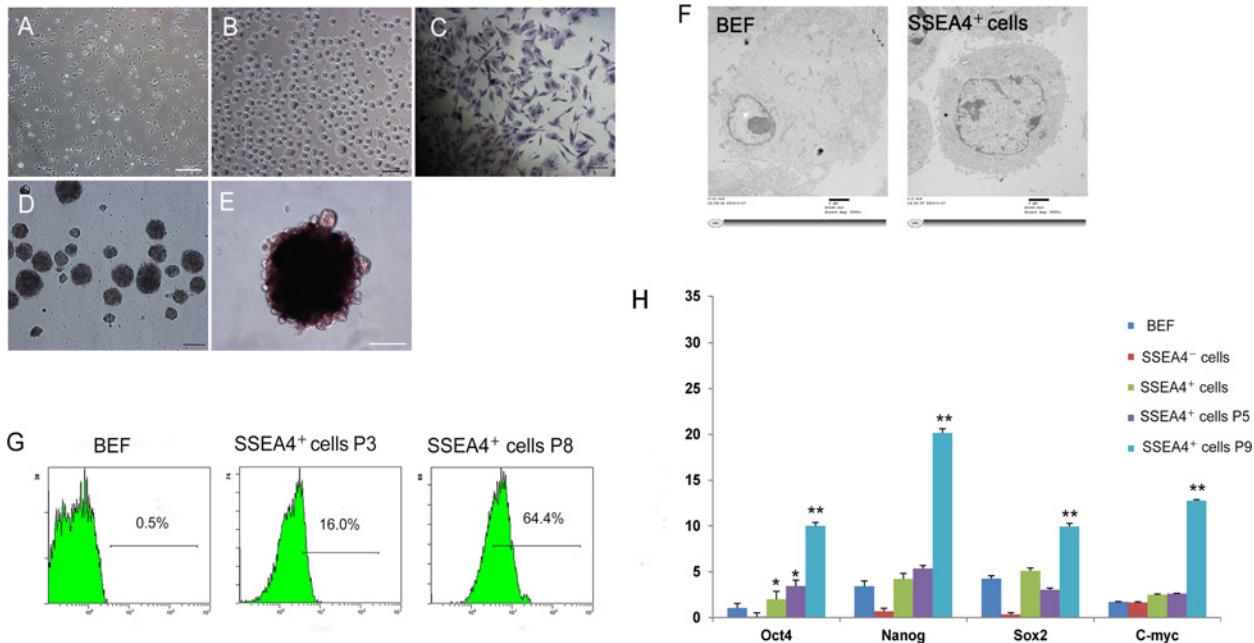 A
B
C
D
E
F
BEF
SSEA4⁺ cells
G
BEF
SSEA4⁺ cells P3
SSEA4⁺ cells P8
0.5%
16.0%
64.4%
H
35
30
25
20
15
10
5
0
Oct4
Nanog
Sox2
C-myc
*
*
**
**
**
**
BEF
SSEA4⁻ cells
SSEA4⁺ cells
SSEA4⁺ cells P5
SSEA4⁺ cells P9